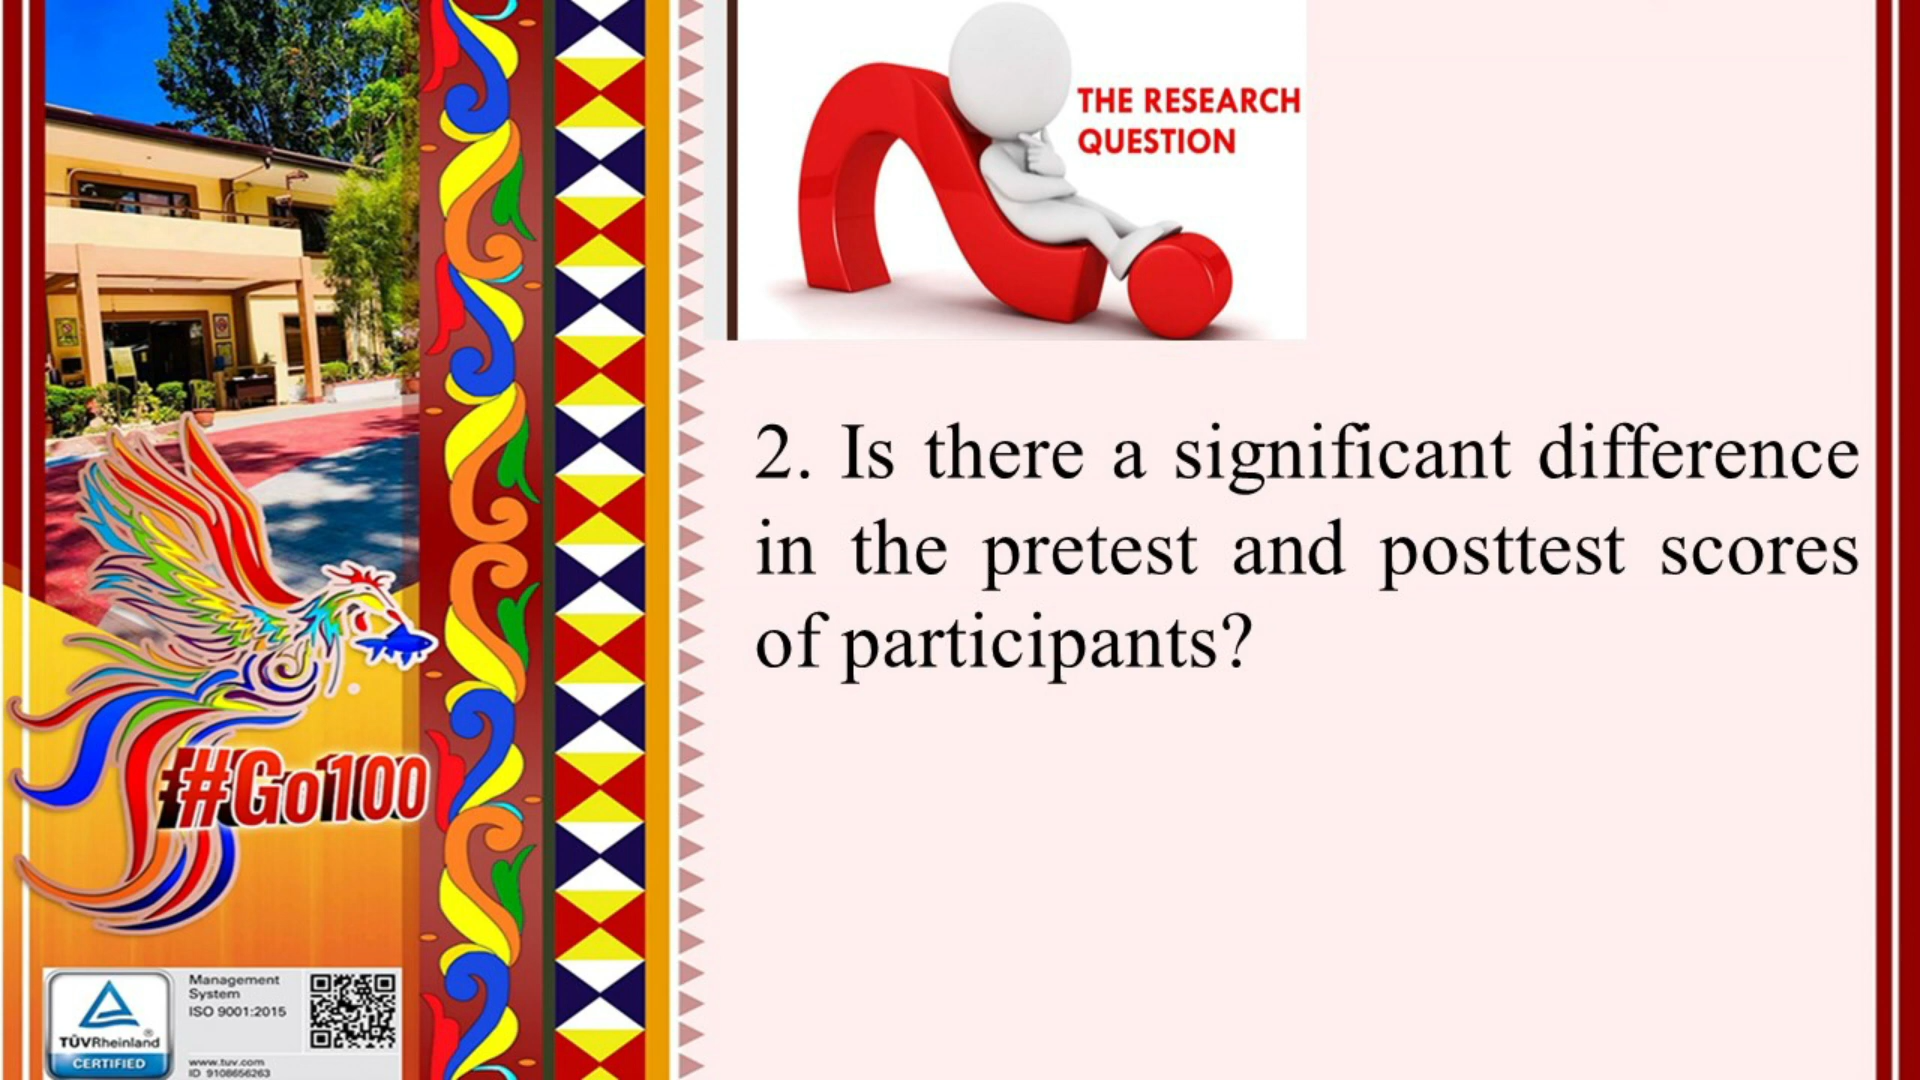 THE RESEARCH
QUESTION
2. Is there a significant difference
in the pretest and posttest scores
of participants?
#Go100
TÜVRheinland®
CERTIFIED
Management
System
ISO 9001:2015
www.tuv.com
ID 9108656263